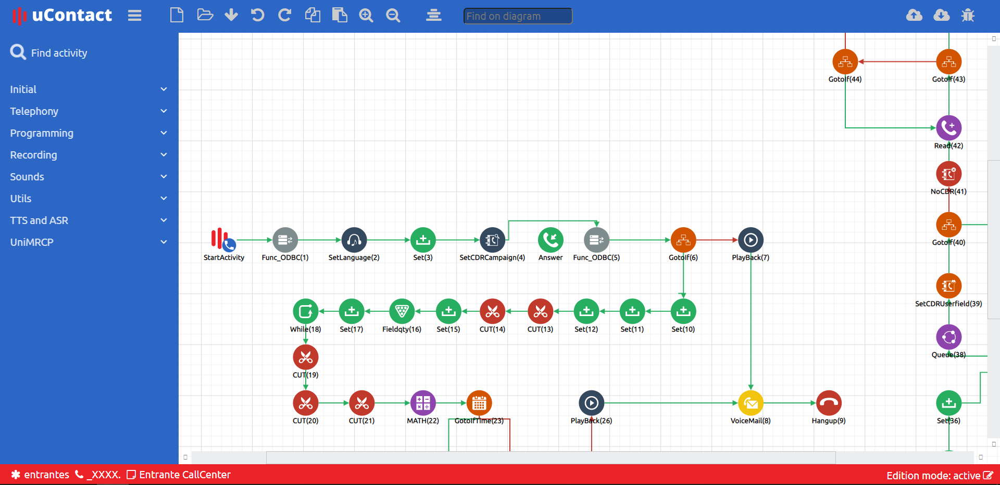 uContact
Find on diagram
Find activity
Initial
Telephony
Programming
Recording
Sounds
Utils
TTS and ASR
UniMRCP
GotoIf(44)
GotoIf(43)
Read(42)
NoCDR(41)
GotoIf(40)
StartActivity
Func_ODBC(1)
SetLanguage(2)
Set(3)
SetCDRCampaign(4)
Answer
Func_ODBC(5)
GotoIf(6)
PlayBack(7)
SetCDRUserfield(39)
While(18)
Set(17)
Fieldqty(16)
Set(15)
CUT(14)
CUT(13)
Set(12)
Set(11)
Set(10)
Queue(38)
CUT(19)
CUT(20)
CUT(21)
MATH(22)
GotoIfTime(23)
PlayBack(26)
VoiceMail(8)
Hangup(9)
Set(36)
entrantes
_XXXX.
Entrante CallCenter
Edition mode: active